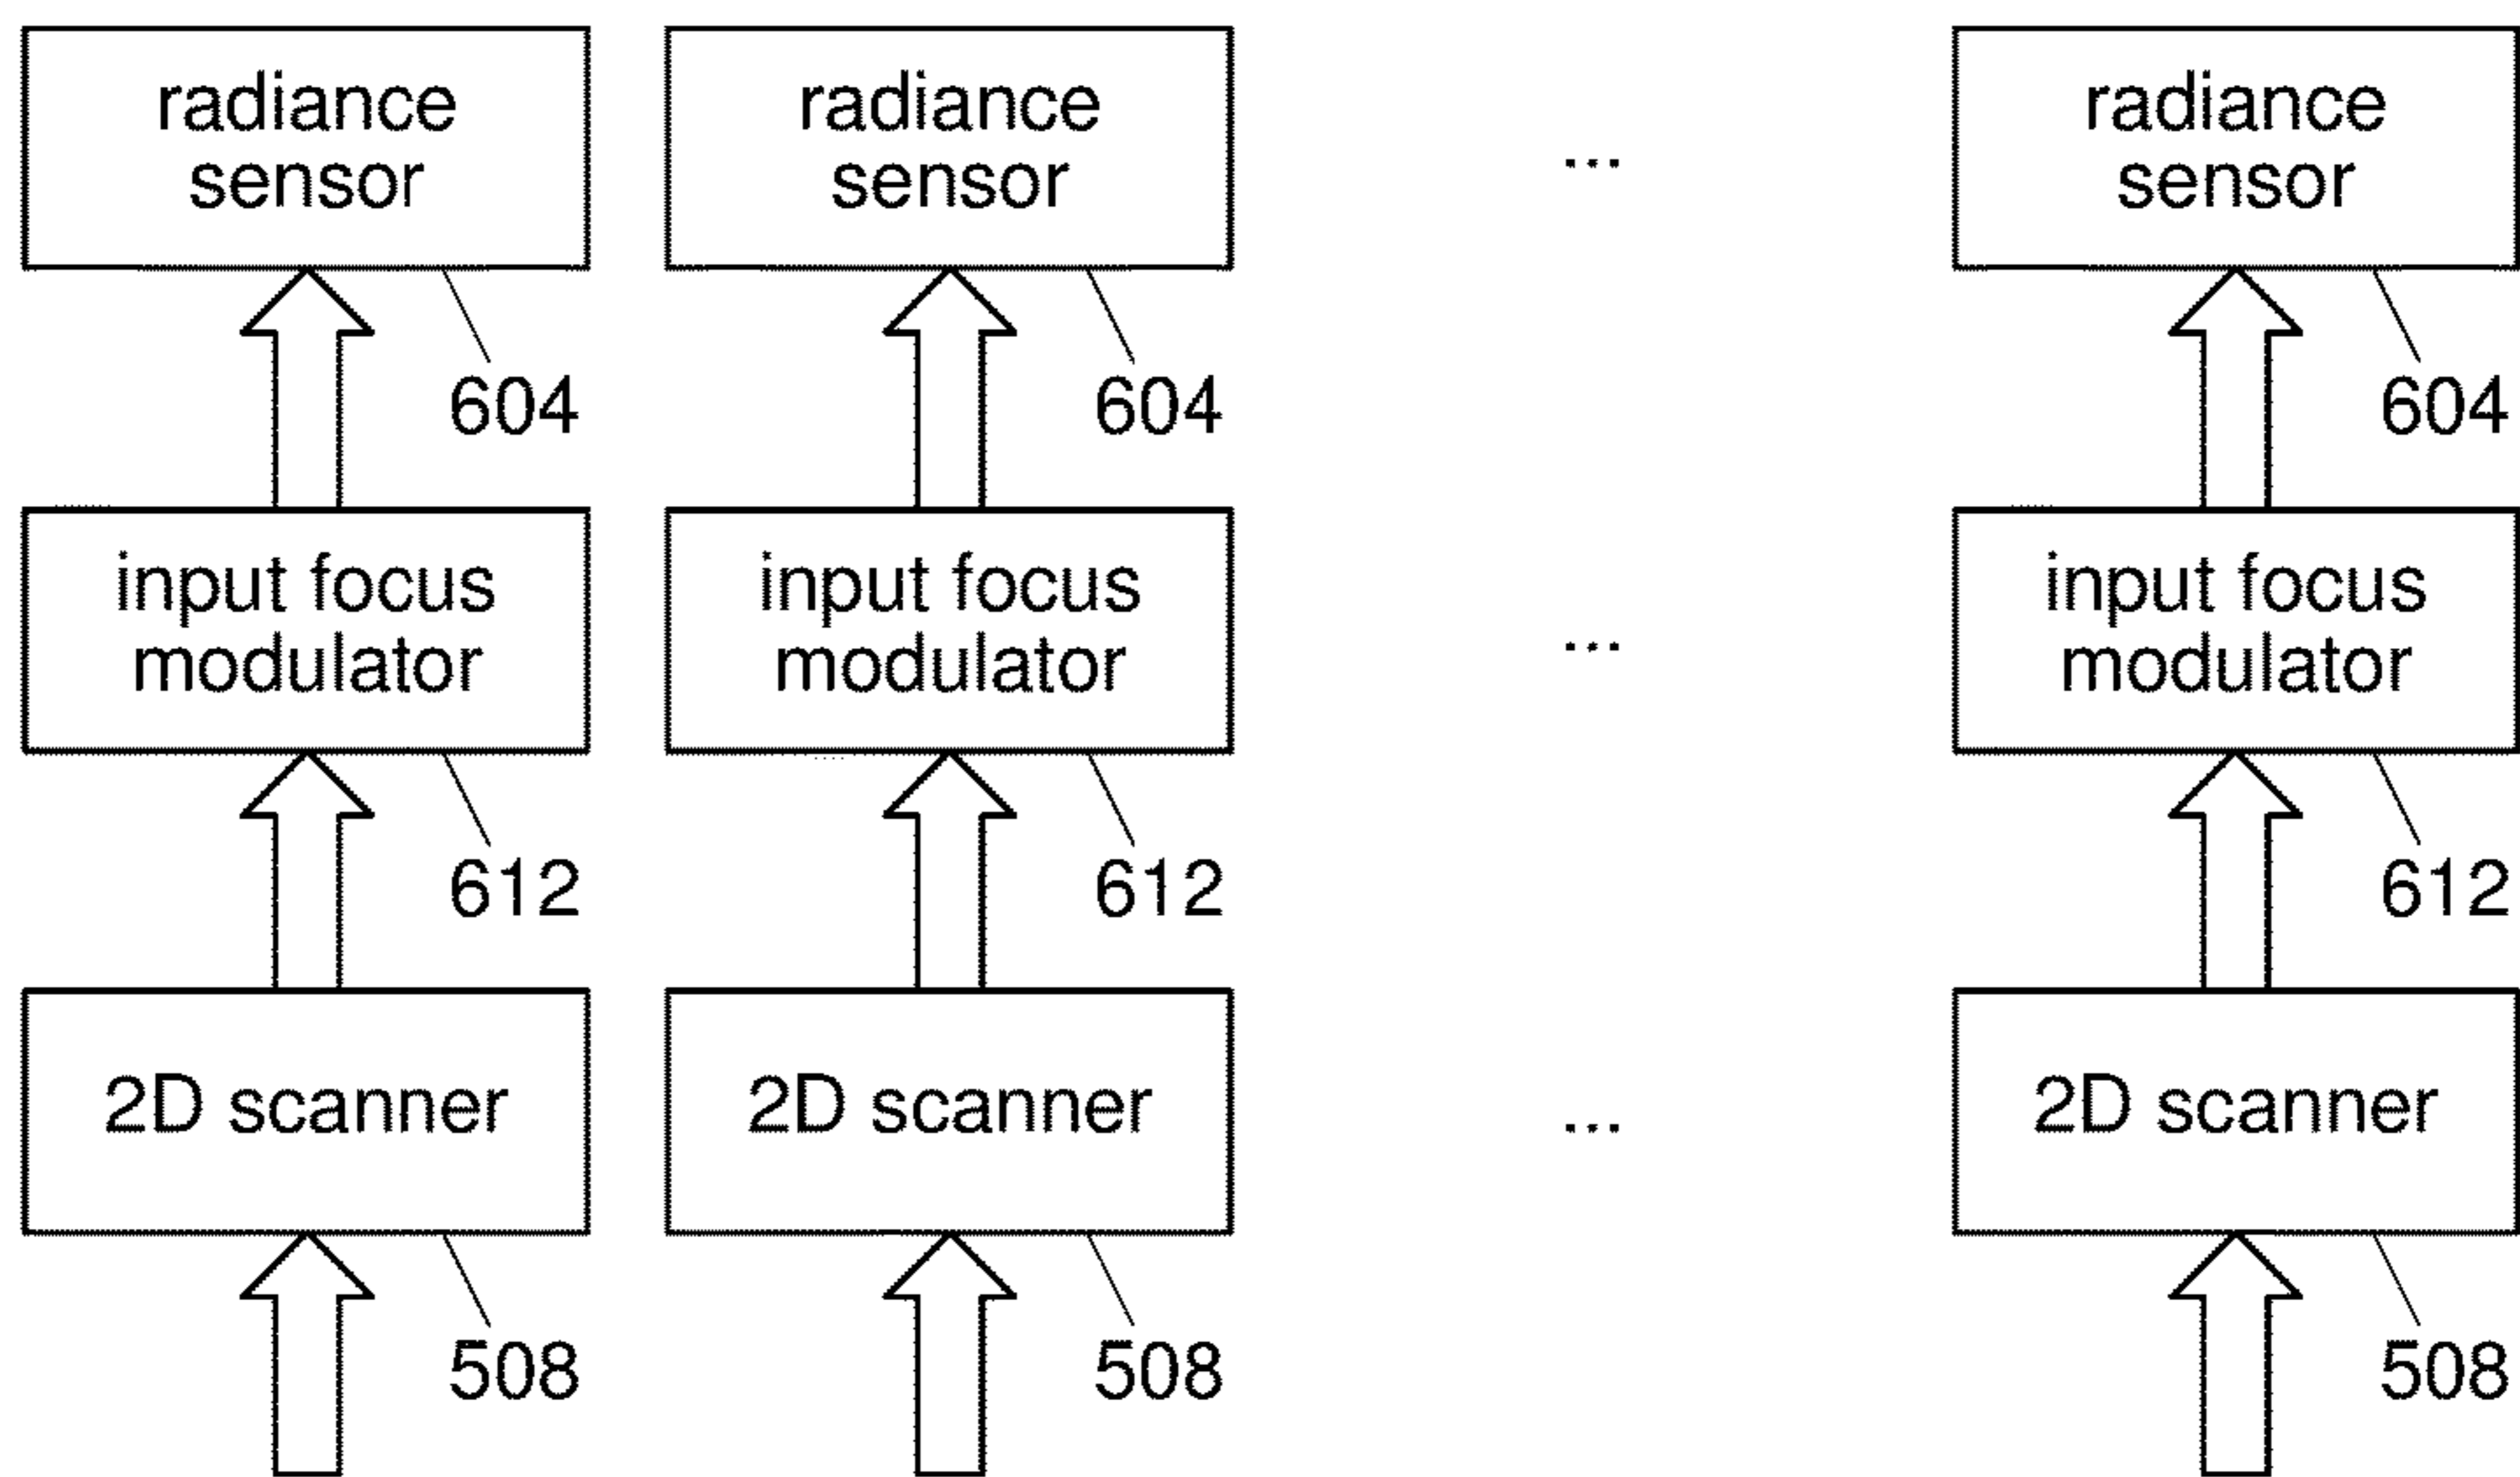 radiance
sensor
radiance
sensor
...
radiance
sensor
604
604
604
input focus
modulator
input focus
modulator
...
input focus
modulator
612
612
612
2D scanner
2D scanner
...
2D scanner
508
508
508